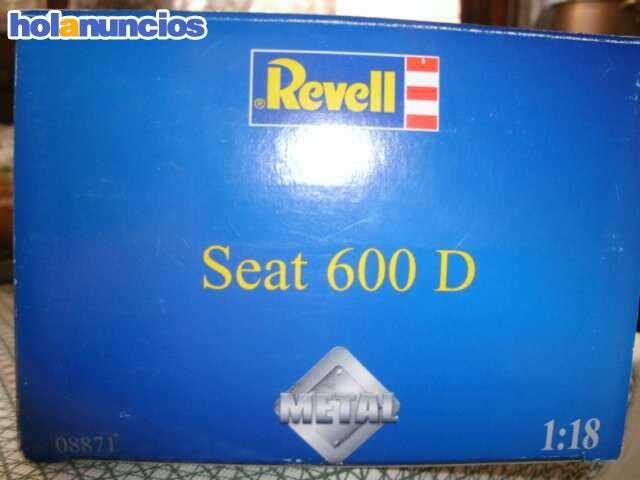 holanuncios
® Revell
Seat 600 D
METAL
08871
1:18